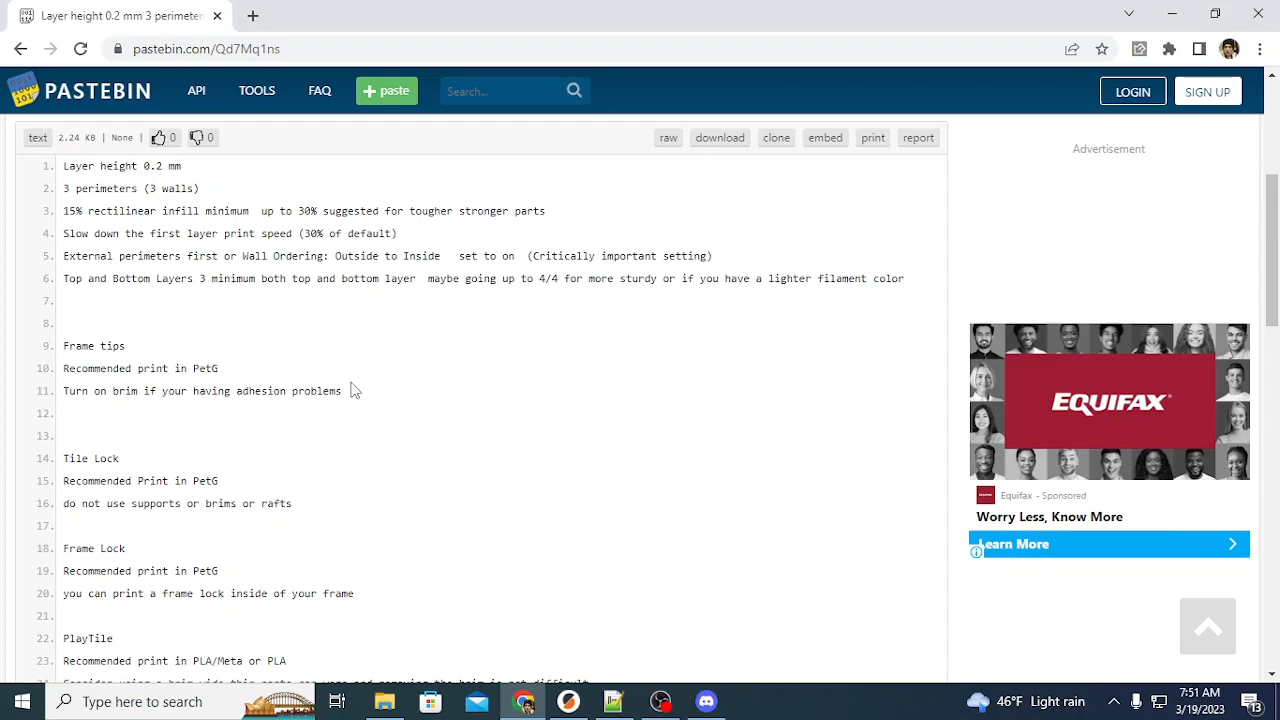 Layer height 0.2 mm 3 perimeter
pastebin.com/Qd7Mq1ns
PASTEBIN
API
TOOLS
FAQ
+ paste
Search...
LOGIN
SIGN UP
text 2.24 KB | None | 0 0
raw download clone embed print report
1. Layer height 0.2 mm
2. 3 perimeters (3 walls)
3. 15% rectilinear infill minimum  up to 30% suggested for tougher stronger parts
4. Slow down the first layer print speed (30% of default)
5. External perimeters first or Wall Ordering: Outside to Inside   set to on  (Critically important setting)
6. Top and Bottom Layers 3 minimum both top and bottom layer  maybe going up to 4/4 for more sturdy or if you have a lighter filament color
7.
8.
9. Frame tips
10. Recommended print in PetG
11. Turn on brim if your having adhesion problems
12.
13.
14. Tile Lock
15. Recommended Print in PetG
16. do not use supports or brims or rafts
17.
18. Frame Lock
19. Recommended print in PetG
20. you can print a frame lock inside of your frame
21.
22. PlayTile
23. Recommended print in PLA/Meta or PLA
Advertisement
EQUIFAX
Equifax - Sponsored
Worry Less, Know More
Learn More
Type here to search
46°F Light rain
7:51 AM
3/19/2023
13